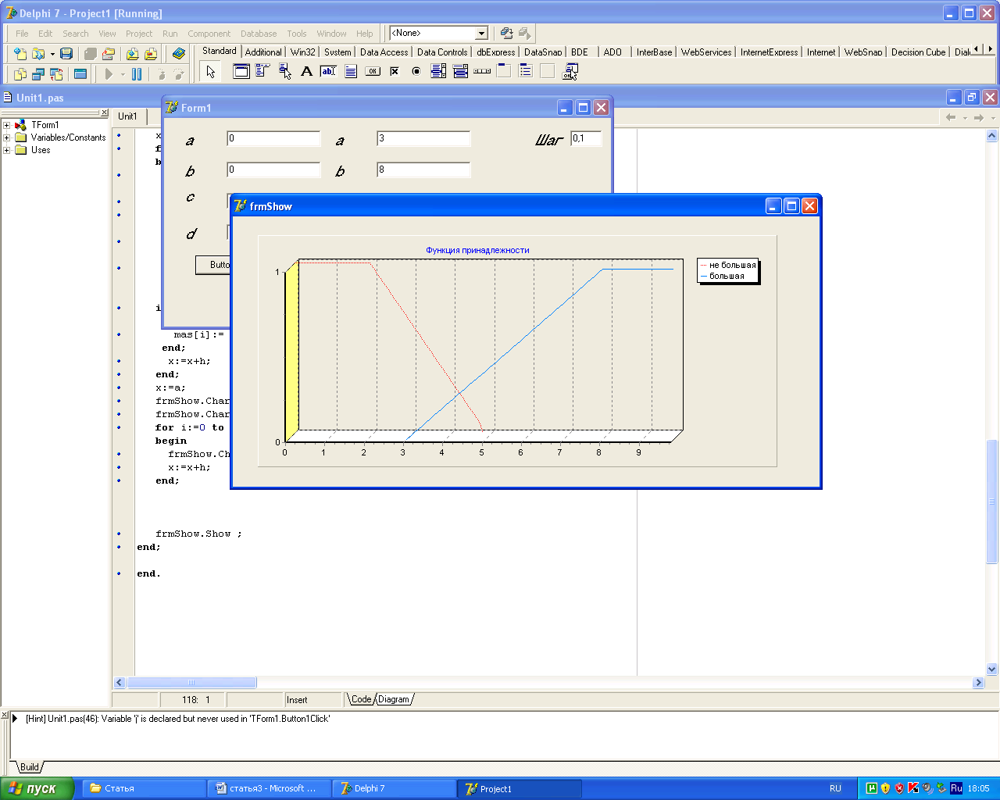 Delphi 7 - Project1 [Running]
File Edit Search View Project Run Component Database Tools Window Help
<None>
Standard Additional Win32 System Data Access Data Controls dbExpress DataSnap BDE ADO InterBase WebServices InternetExpress Internet WebSnap Decision Cube
Unit1.pas
TForm1
Variables/Constants
Uses
Unit1
Form1
a 0 a 3 Шаг 0,1
b 0 b 8
c
d
frmShow
Функция принадлежности
не большая
большая
1
0
0 1 2 3 4 5 6 7 8 9
mas[i]:=
end;
x:=x+h;
end;
x:=a;
frmShow.Char
frmShow.Char
for i:=0 to
begin
frmShow.Ch
x:=x+h;
end;
frmShow.Show ;
end;
end.
118: 1 Insert Code Diagram
[Hint] Unit1.pas(46): Variable 'j' is declared but never used in 'TForm1.Button1Click'
Build
пуск Статья статья3 - Microsoft ... Delphi 7 Project1 RU Ru 18:05